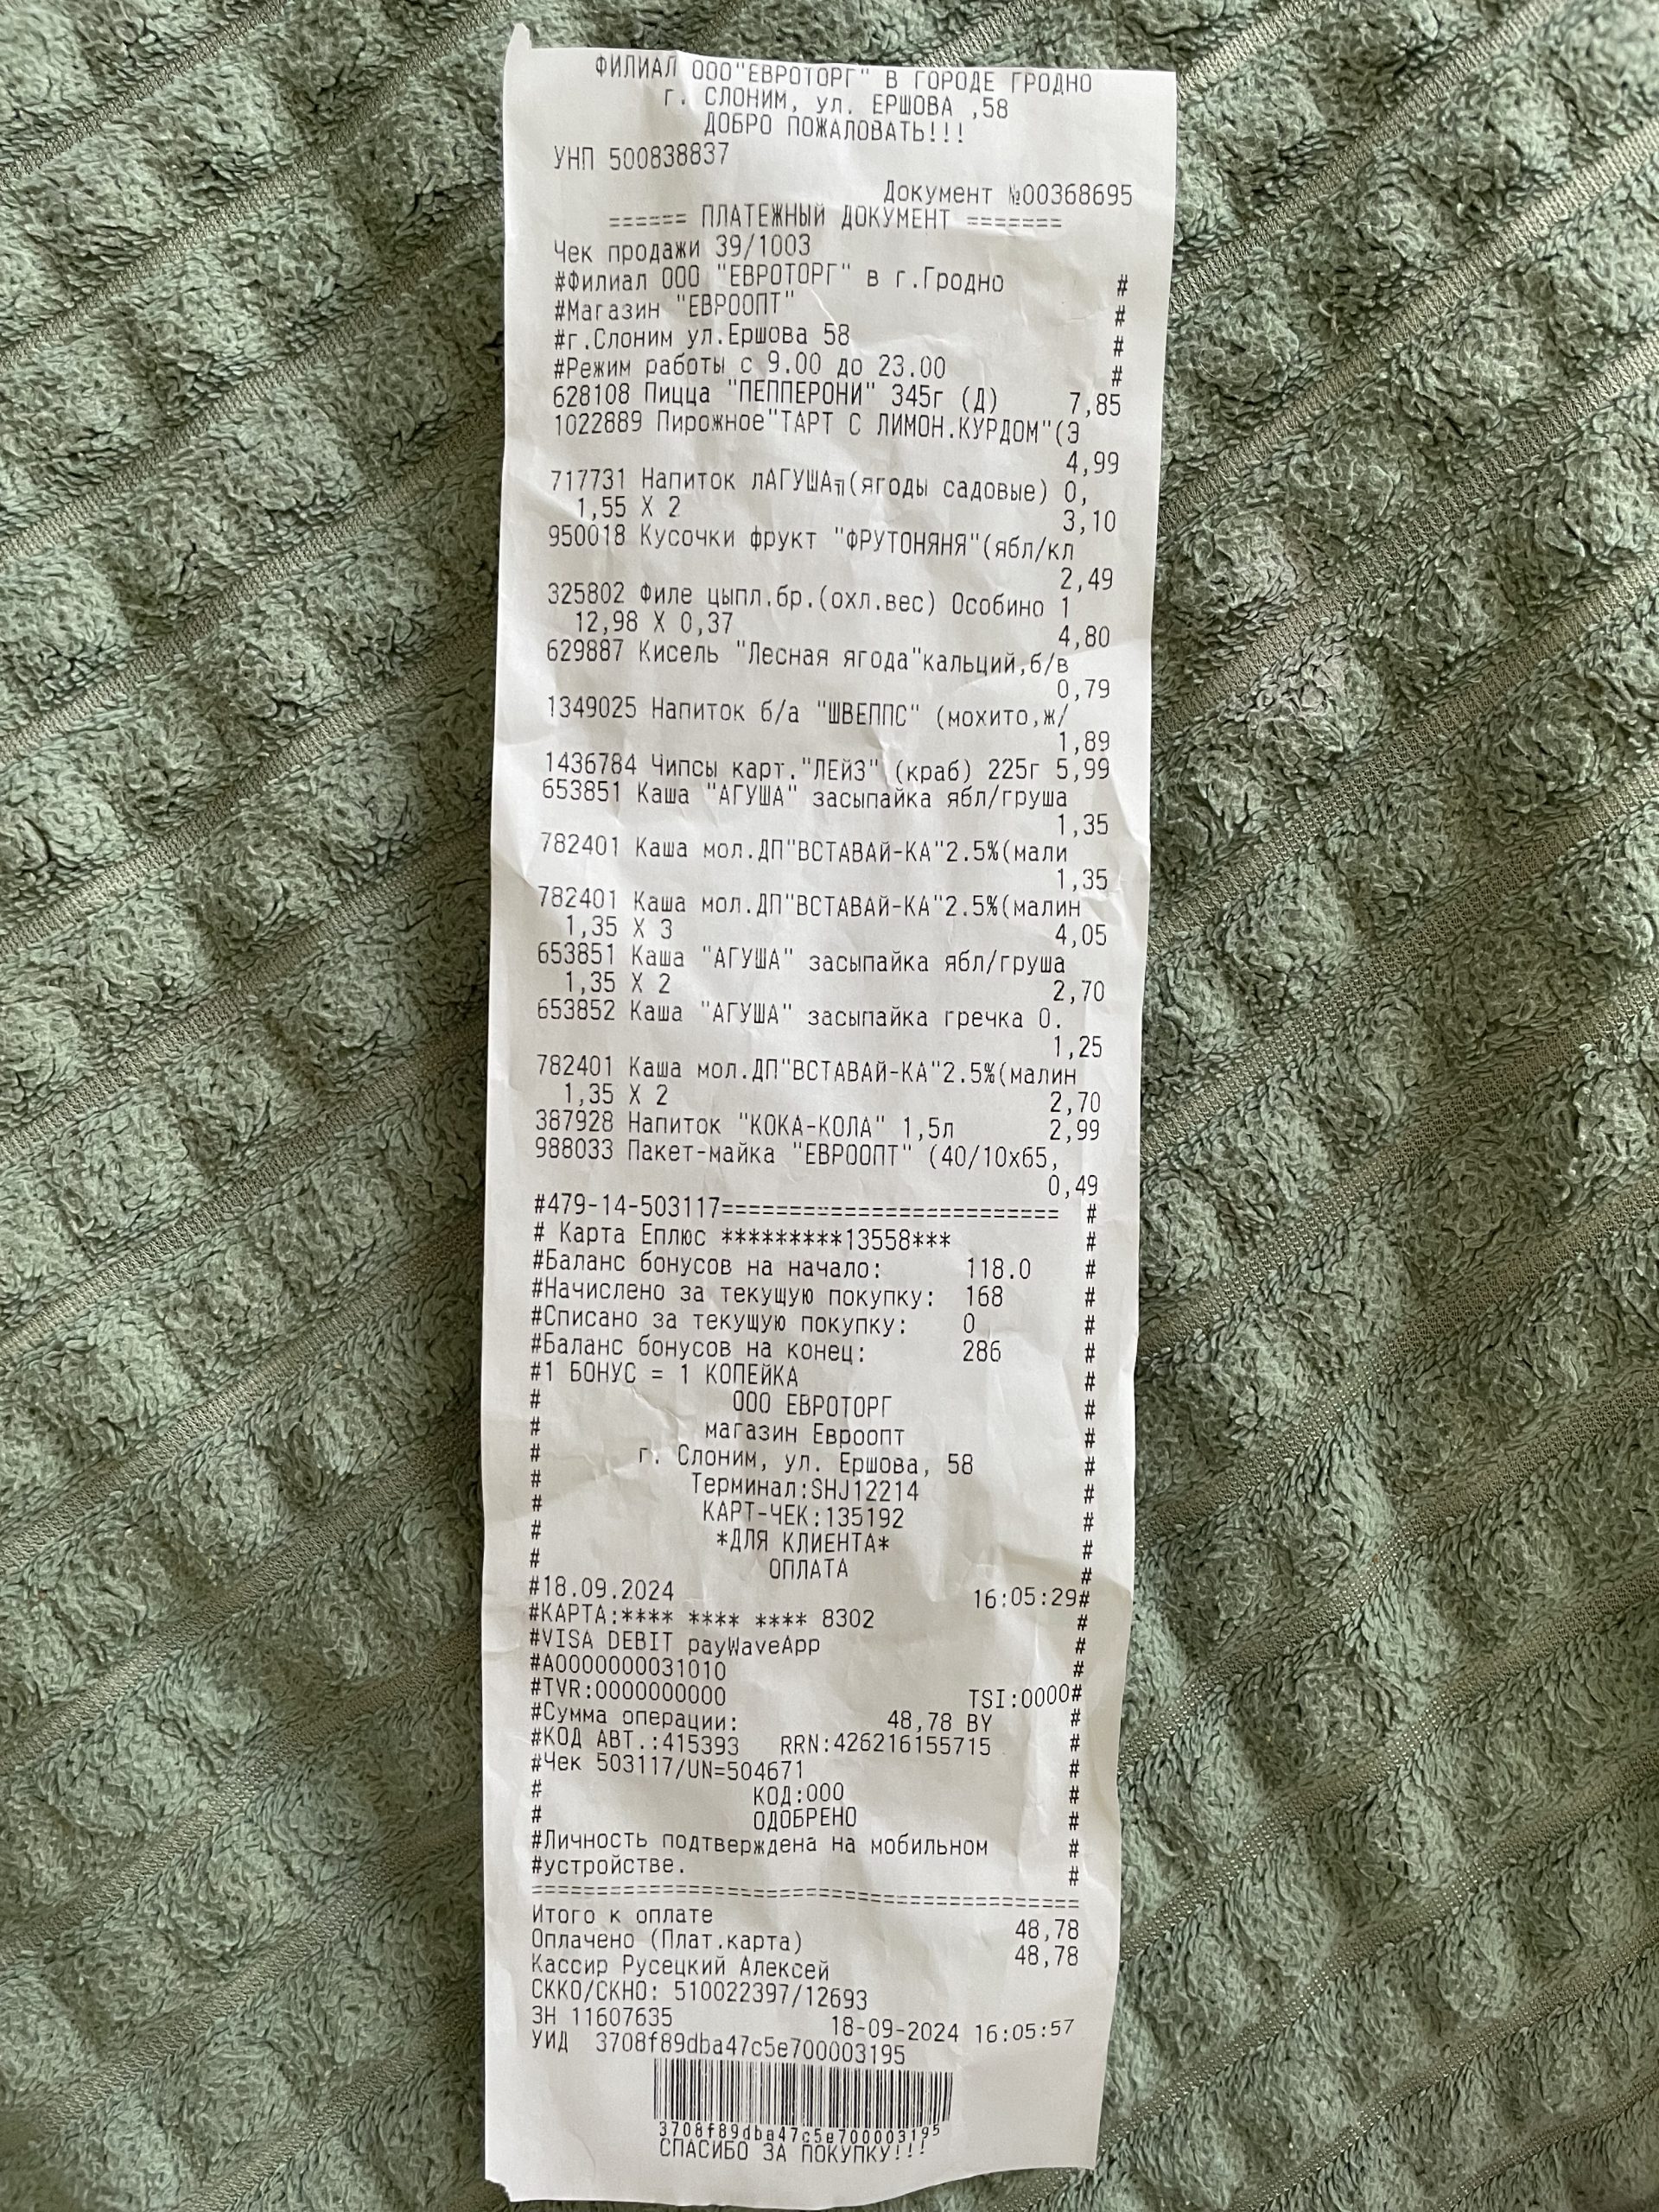 ФИЛИАЛ ООО"ЕВРОТОРГ" В ГОРОДЕ ГРОДНО
г. СЛОНИМ, ул. ЕРШОВА ,58
ДОБРО ПОЖАЛОВАТЬ!!!
УНП 500838837
Документ №00368695
====== ПЛАТЕЖНЫЙ ДОКУМЕНТ =======
Чек продажи 39/1003
#Филиал ООО "ЕВРОТОРГ" в г.Гродно #
#Магазин "ЕВРООПТ" #
#г.Слоним ул.Ершова 58 #
#Режим работы с 9.00 до 23.00 #
628108 Пицца "ПЕППЕРОНИ" 345г (Д) 7,85
1022889 Пирожное"ТАРТ С ЛИМОН.КУРДОМ"(Э
4,99
717731 Напиток лАГУША╖(ягоды садовые) 0,
1,55 X 2 3,10
950018 Кусочки фрукт "ФРУТОНЯНЯ"(ябл/кл
2,49
325802 Филе цыпл.бр.(охл.вес) Особино 1
12,98 X 0,37 4,80
629887 Кисель "Лесная ягода"кальций,б/в
0,79
1349025 Напиток б/а "ШВЕППС" (мохито,ж/
1,89
1436784 Чипсы карт."ЛЕЙЗ" (краб) 225г 5,99
653851 Каша "АГУША" засыпайка ябл/груша
1,35
782401 Каша мол.ДП"ВСТАВАЙ-КА"2.5%(мали
1,35
782401 Каша мол.ДП"ВСТАВАЙ-КА"2.5%(малин
1,35 X 3 4,05
653851 Каша "АГУША" засыпайка ябл/груша
1,35 X 2 2,70
653852 Каша "АГУША" засыпайка гречка 0.
1,25
782401 Каша мол.ДП"ВСТАВАЙ-КА"2.5%(малин
1,35 X 2 2,70
387928 Напиток "КОКА-КОЛА" 1,5л 2,99
988033 Пакет-майка "ЕВРООПТ" (40/10x65,
0,49
#479-14-503117========================= #
# Карта Еплюс *********13558*** #
#Баланс бонусов на начало: 118.0 #
#Начислено за текущую покупку: 168 #
#Списано за текущую покупку: 0 #
#Баланс бонусов на конец: 286 #
#1 БОНУС = 1 КОПЕЙКА #
# ООО ЕВРОТОРГ #
# магазин Евроопт #
# г. Слоним, ул. Ершова, 58 #
# Терминал:SHJ12214 #
# КАРТ-ЧЕК:135192 #
# *ДЛЯ КЛИЕНТА* #
# ОПЛАТА #
#18.09.2024 16:05:29#
#КАРТА:**** **** **** 8302 #
#VISA DEBIT payWaveApp #
#A0000000031010 #
#TVR:0000000000 TSI:0000#
#Сумма операции: 48,78 BY #
#КОД АВТ.:415393 RRN:426216155715 #
#Чек 503117/UN=504671 #
# КОД:000 #
# ОДОБРЕНО #
#Личность подтверждена на мобильном #
#устройстве. #
========================================
Итого к оплате 48,78
Оплачено (Плат.карта) 48,78
Кассир Русецкий Алексей
СККО/СКНО: 510022397/12693
ЗН 11607635 18-09-2024 16:05:57
УИД 3708f89dba47c5e700003195
3708f89dba47c5e700003195
СПАСИБО ЗА ПОКУПКУ!!!